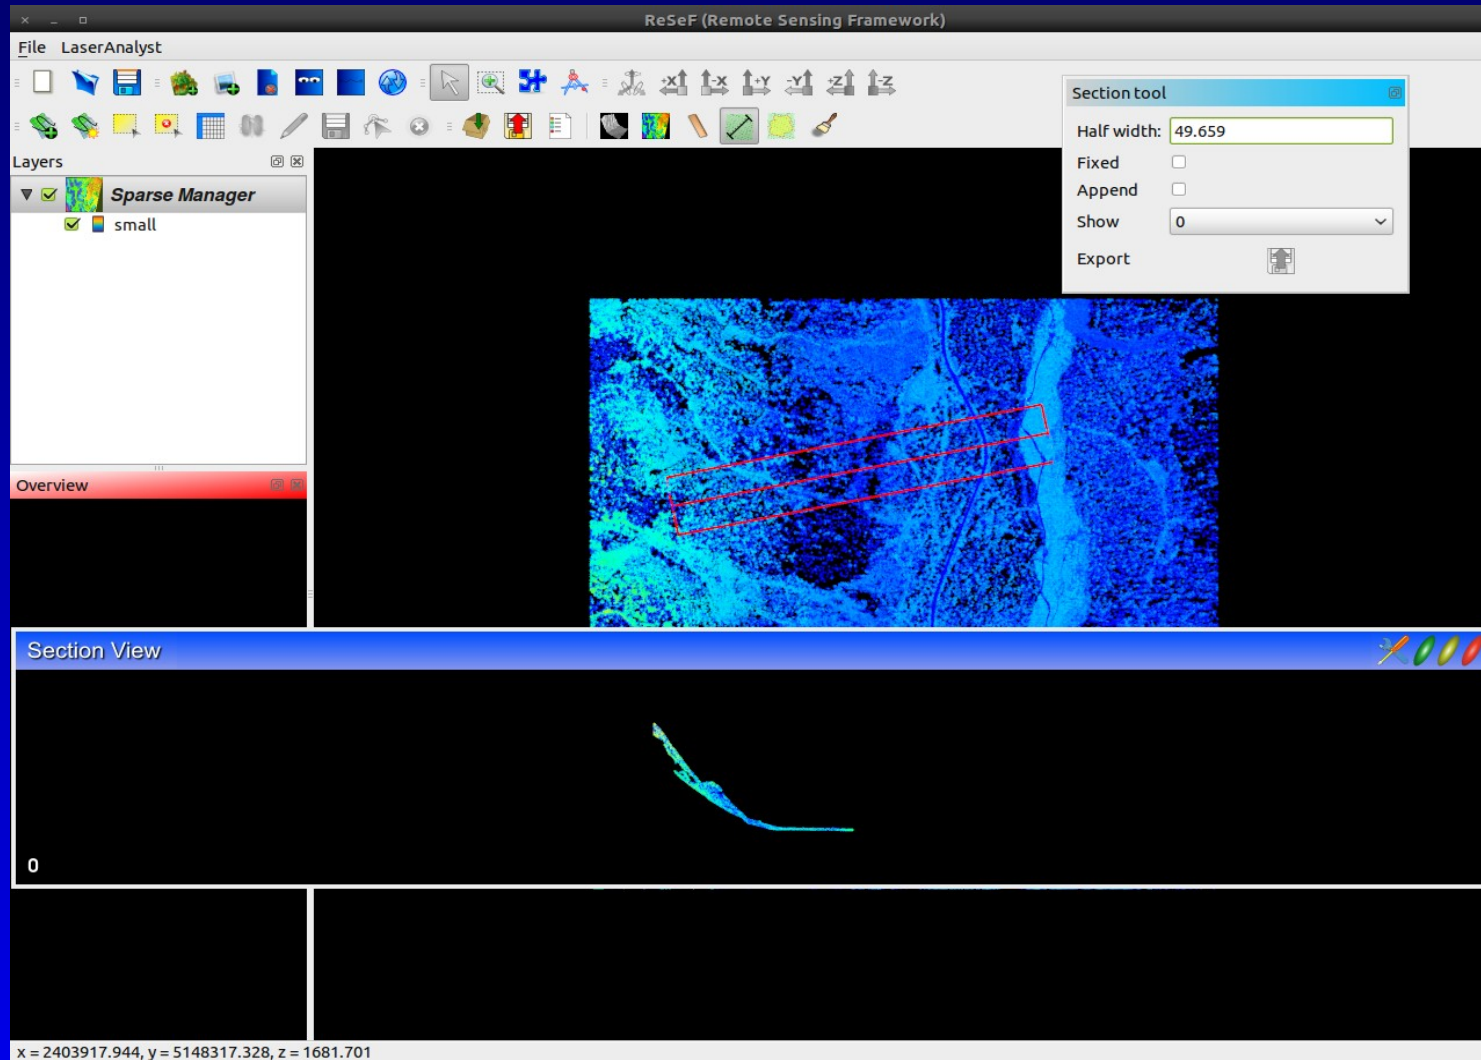 ReSeF (Remote Sensing Framework)
File LaserAnalyst
+X -X +Y -Y +Z -Z
Section tool
Half width: 49.659
Fixed
Append
Show 0
Export
Layers
Sparse Manager
small
Overview
Section View
0
x = 2403917.944, y = 5148317.328, z = 1681.701